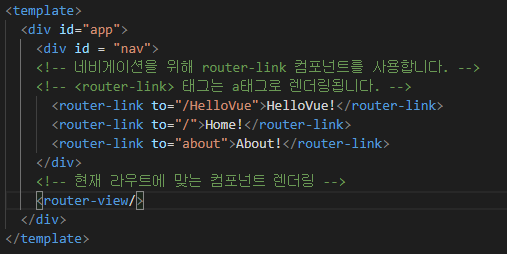 <template>
<div id="app">
<div id = "nav">
<!-- 네비게이션을 위해 router-link 컴포넌트를 사용합니다. -->
<!-- <router-link> 태그는 a태그로 렌더링됩니다. -->
<router-link to="/HelloVue">HelloVue!</router-link>
<router-link to="/">Home!</router-link>
<router-link to="about">About!</router-link>
</div>
<!-- 현재 라우트에 맞는 컴포넌트 렌더링 -->
<router-view/>
</div>
</template>